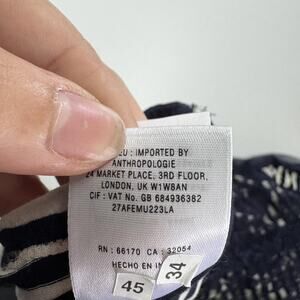 EU : IMPORTED BY
ANTHROPOLOGIE
24 MARKET PLACE, 3RD FLOOR,
LONDON, UK W1W8AN
CIF : VAT No. GB 684936382
27AFEMU223LA
RN : 66170 CA : 32054
HECHO EN
45
34